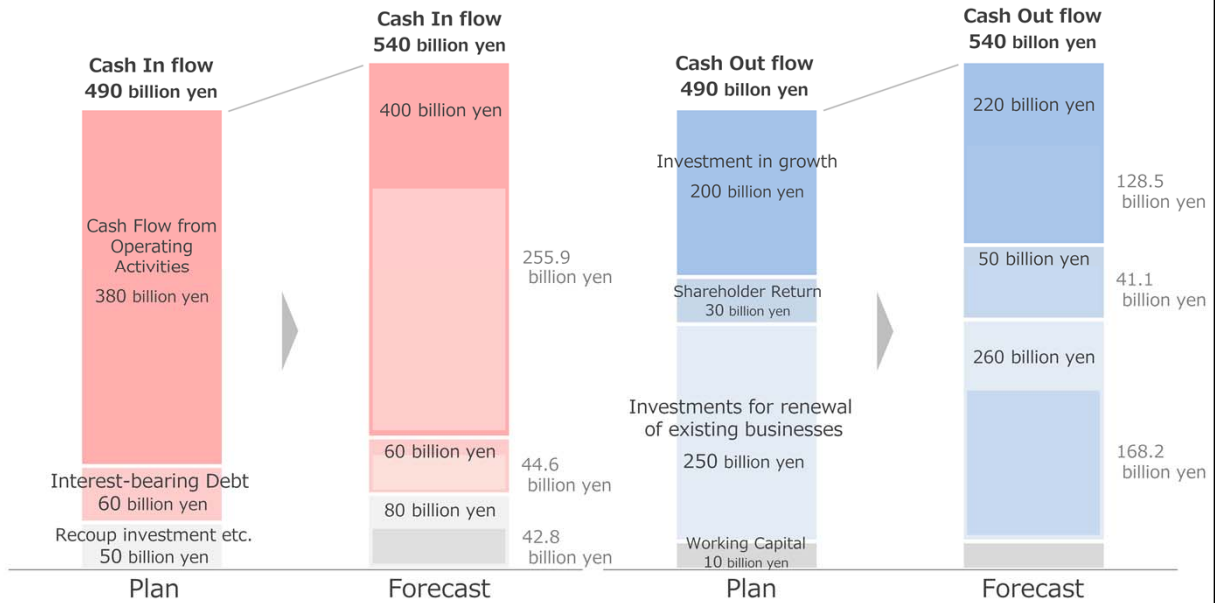 Cash In flow
490 billion yen
Cash Flow from
Operating
Activities
380 billion yen
Interest-bearing Debt
60 billion yen
Recoup investment etc.
50 billion yen
Plan
Cash In flow
540 billion yen
400 billion yen
255.9
billion yen
60 billion yen
44.6
billion yen
80 billion yen
42.8
billion yen
Forecast
Cash Out flow
490 billion yen
Investment in growth
200 billion yen
Shareholder Return
30 billion yen
Investments for renewal
of existing businesses
250 billion yen
Working Capital
10 billion yen
Plan
Cash Out flow
540 billon yen
220 billion yen
128.5
billion yen
50 billion yen
41.1
billion yen
260 billion yen
168.2
billion yen
Forecast